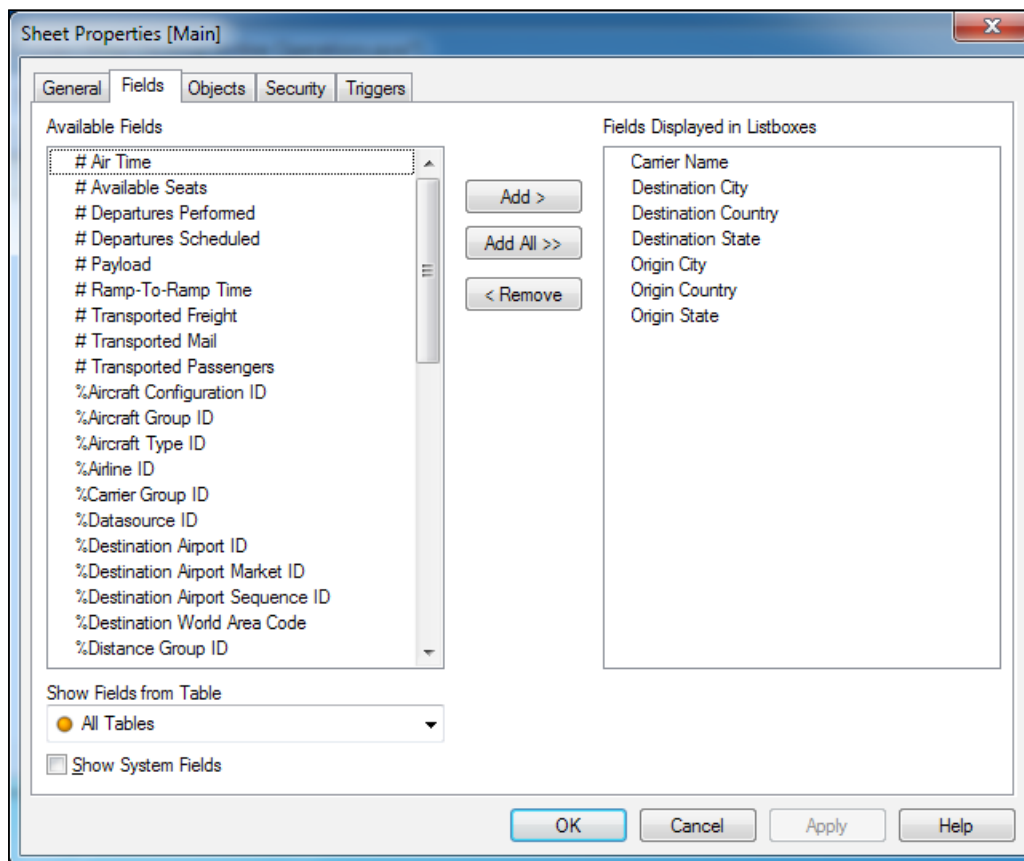 Sheet Properties [Main]
General Fields Objects Security Triggers
Available Fields
# Air Time
# Available Seats
# Departures Performed
# Departures Scheduled
# Payload
# Ramp-To-Ramp Time
# Transported Freight
# Transported Mail
# Transported Passengers
%Aircraft Configuration ID
%Aircraft Group ID
%Aircraft Type ID
%Airline ID
%Carrier Group ID
%Datasource ID
%Destination Airport ID
%Destination Airport Market ID
%Destination Airport Sequence ID
%Destination World Area Code
%Distance Group ID
Add >
Add All >>
< Remove
Fields Displayed in Listboxes
Carrier Name
Destination City
Destination Country
Destination State
Origin City
Origin Country
Origin State
Show Fields from Table
All Tables
Show System Fields
OK Cancel Apply Help